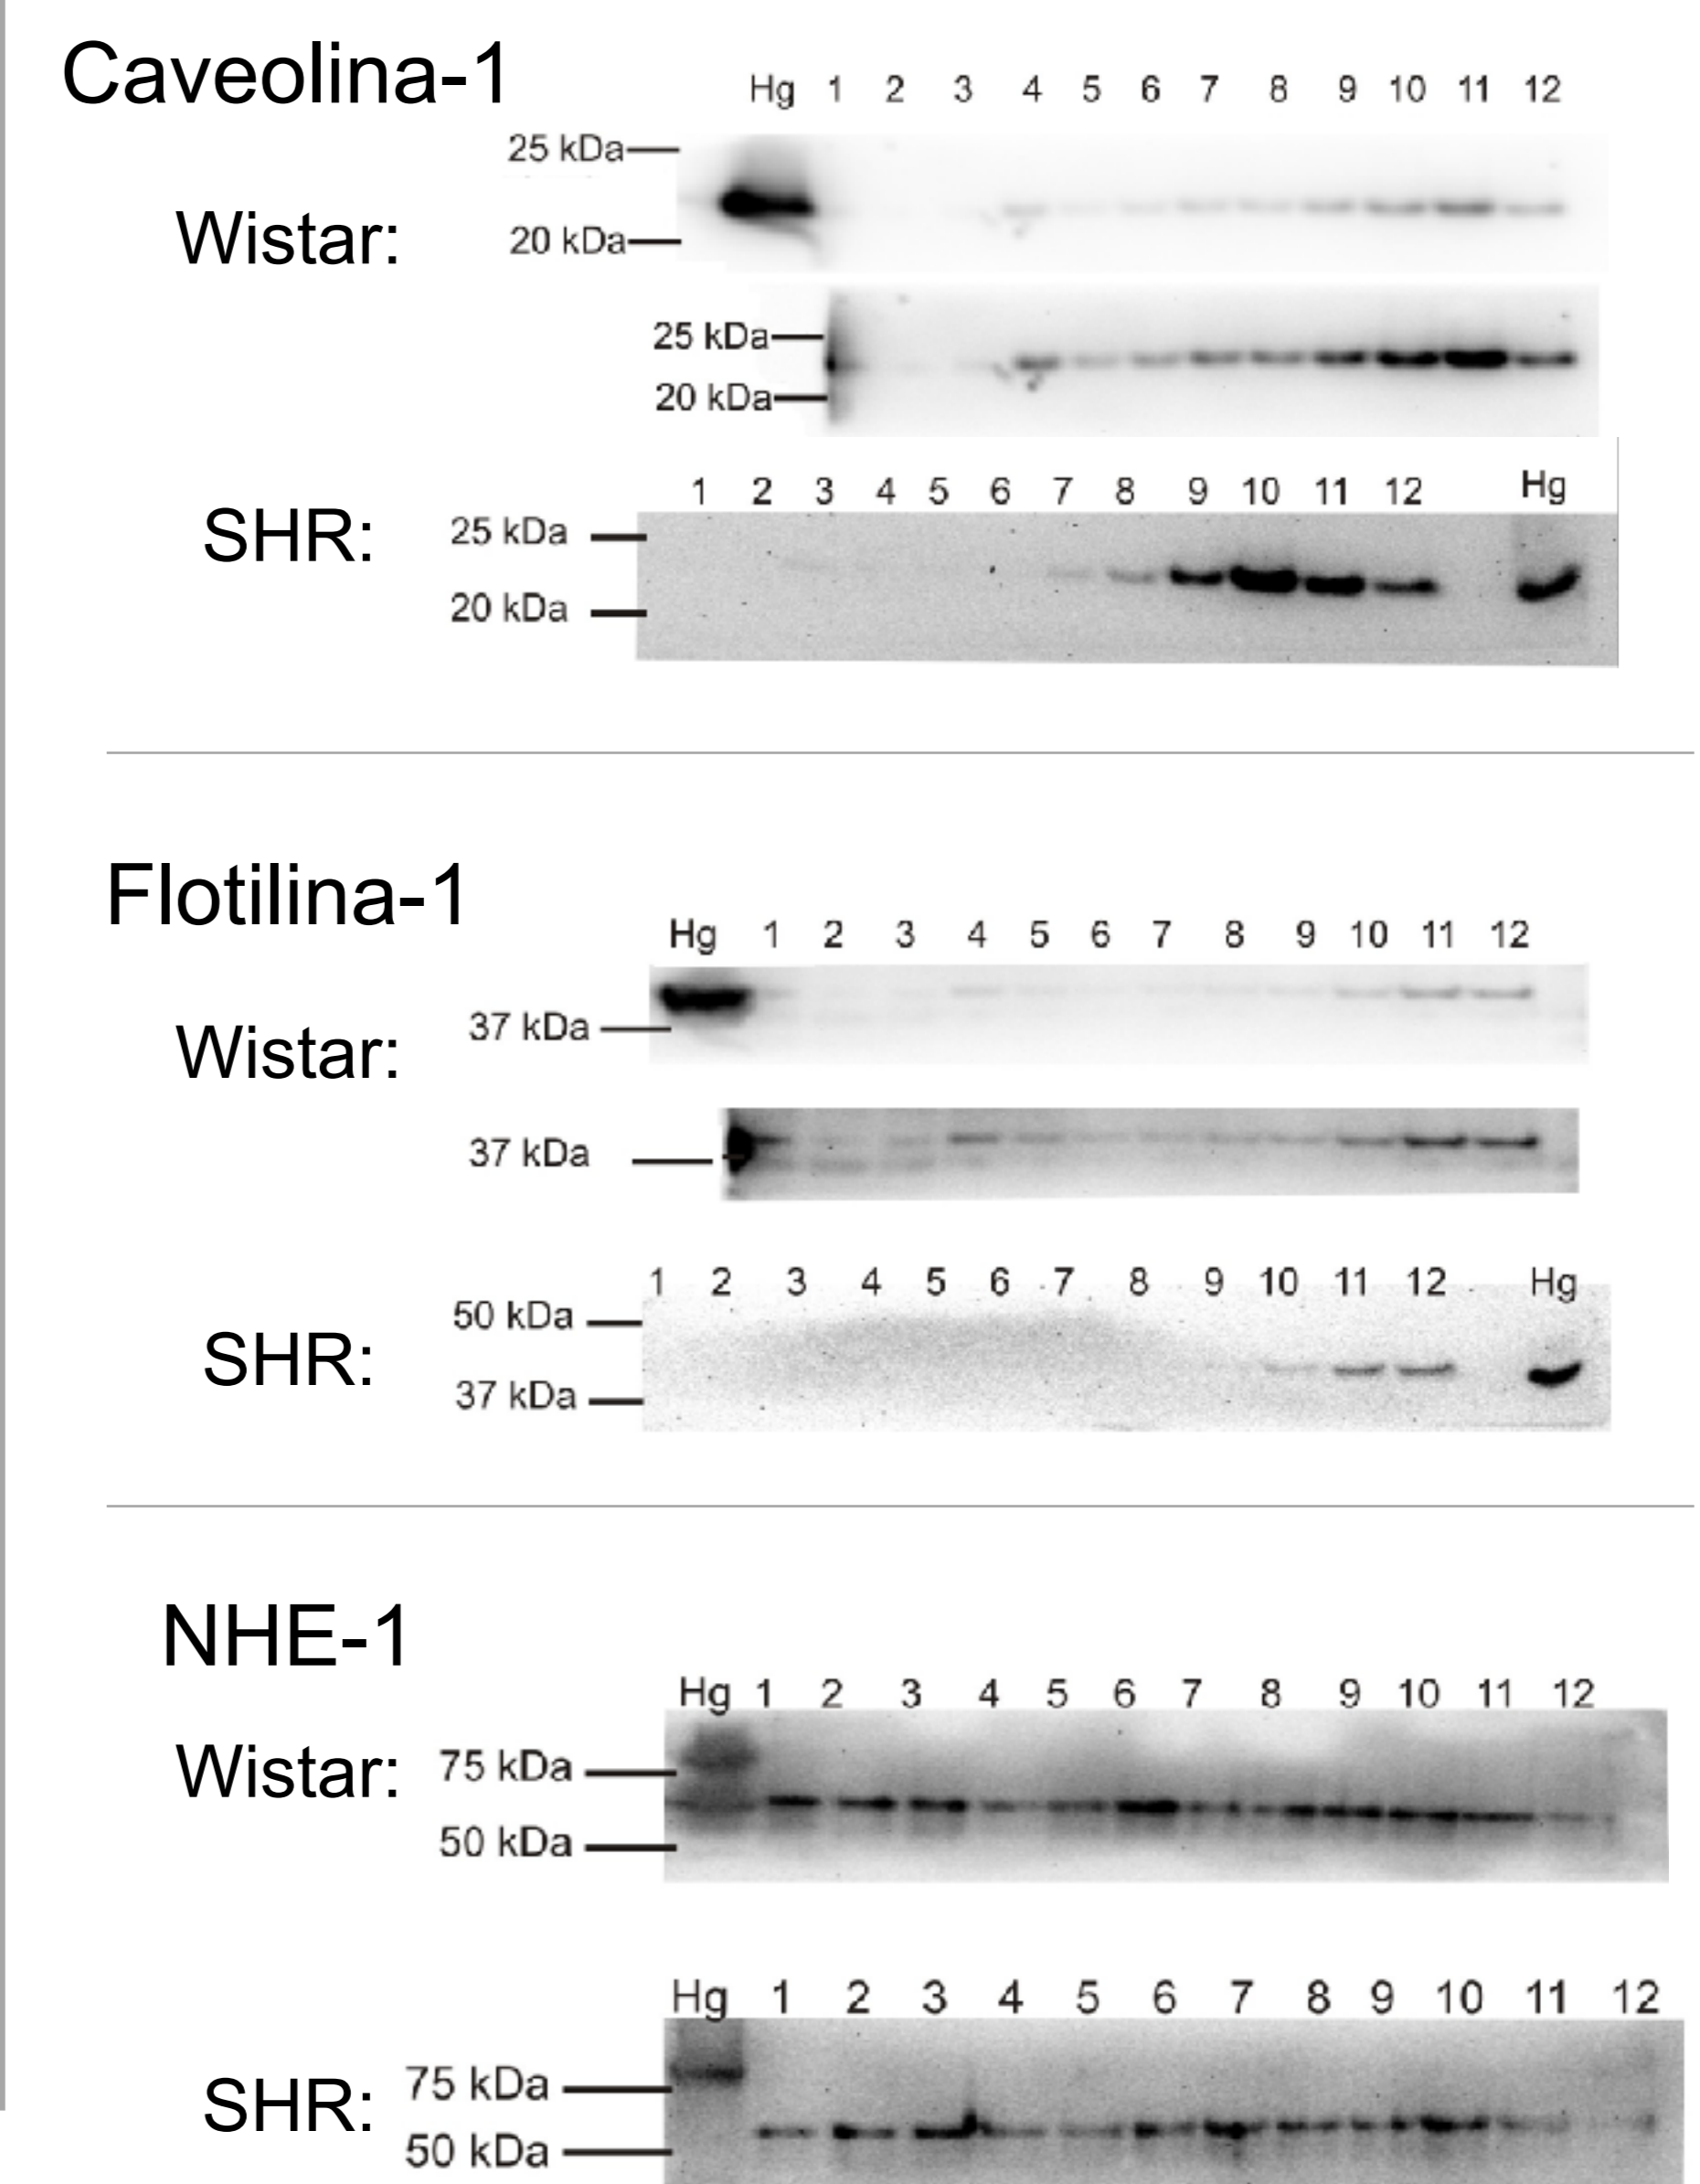 Caveolina-1
Hg 1 2 3 4 5 6 7 8 9 10 11 12
25 kDa
Wistar:
20 kDa
25 kDa
20 kDa
1 2 3 4 5 6 7 8 9 10 11 12 Hg
SHR:
25 kDa
20 kDa
Flotilina-1
Hg 1 2 3 4 5 6 7 8 9 10 11 12
37 kDa
Wistar:
37 kDa
1 2 3 4 5 6 7 8 9 10 11 12 Hg
50 kDa
SHR:
37 kDa
NHE-1
Hg 1 2 3 4 5 6 7 8 9 10 11 12
Wistar:
75 kDa
50 kDa
Hg 1 2 3 4 5 6 7 8 9 10 11 12
SHR:
75 kDa
50 kDa